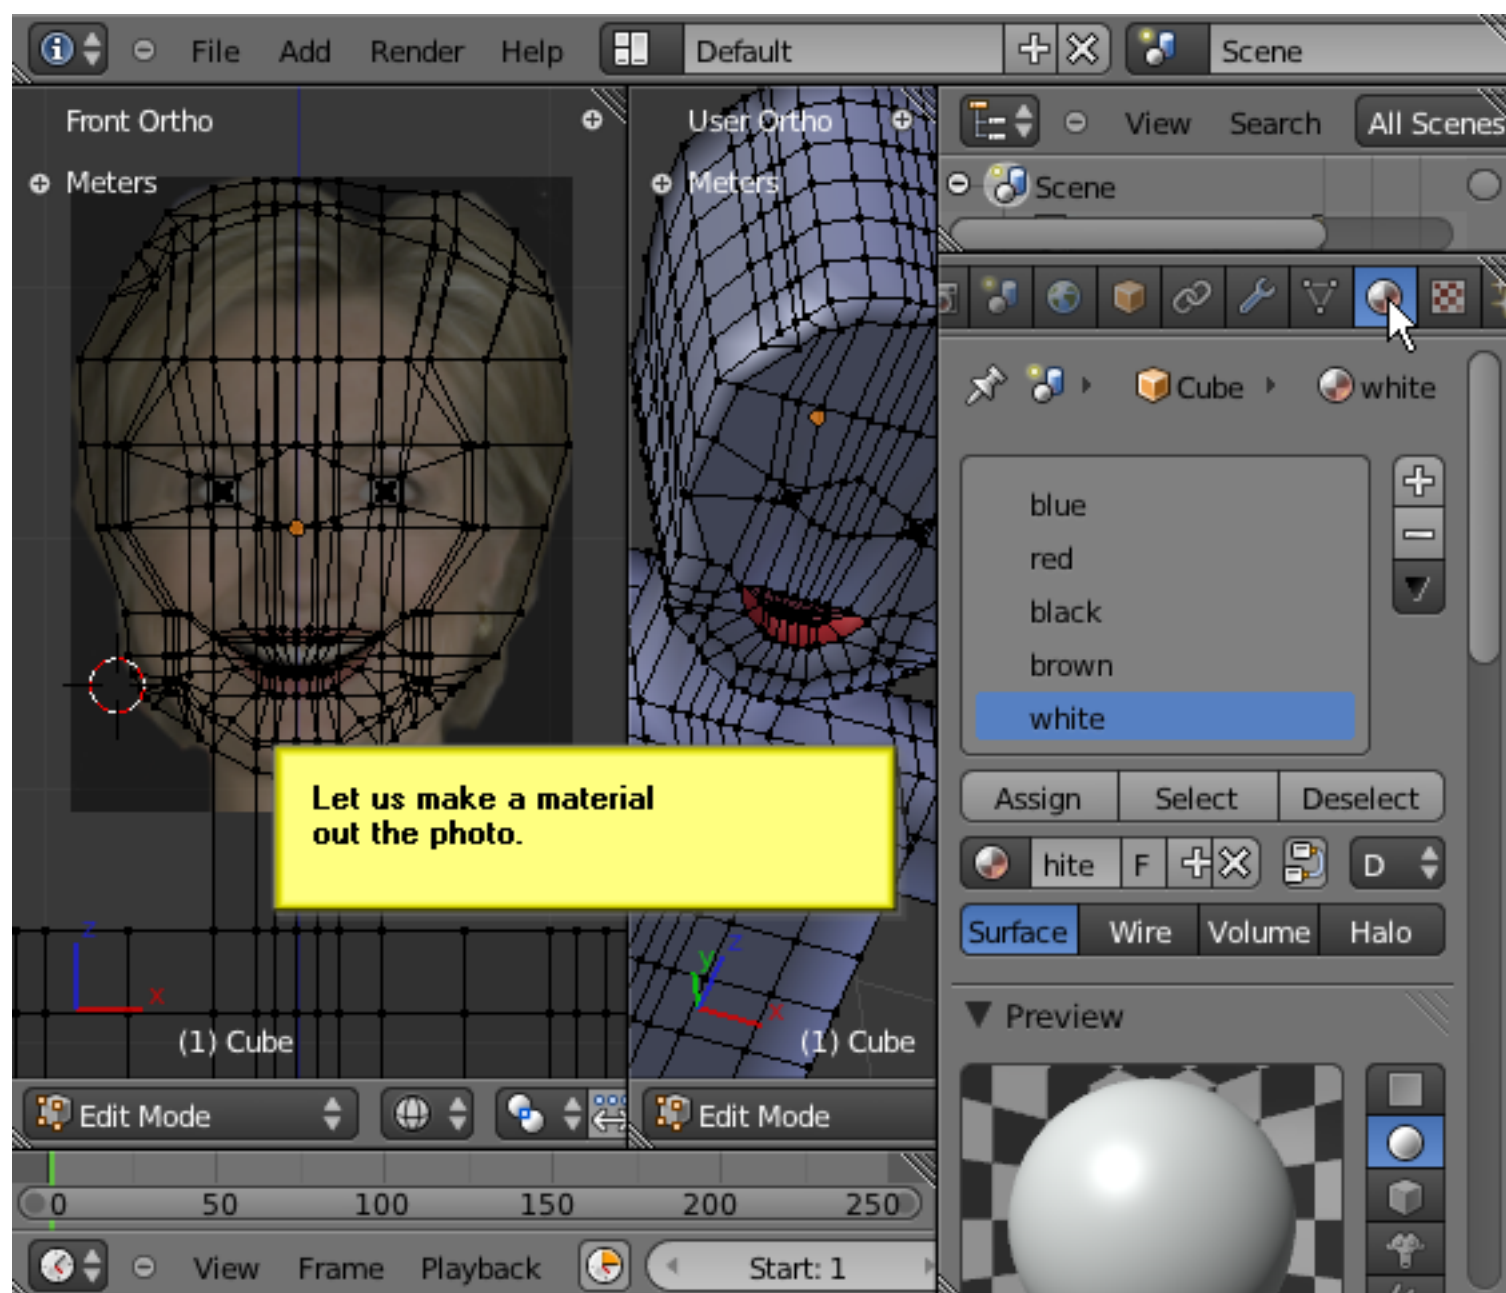 File Add Render Help Default Scene
Front Ortho
Meters
User Ortho
Meters
View Search All Scenes
Scene
Cube white
blue
red
black
brown
white
Assign Select Deselect
hite F D
Surface Wire Volume Halo
Preview
Let us make a material
out the photo.
z
x
(1) Cube
y z
x
(1) Cube
Edit Mode
Edit Mode
0 50 100 150 200 250
View Frame Playback Start: 1